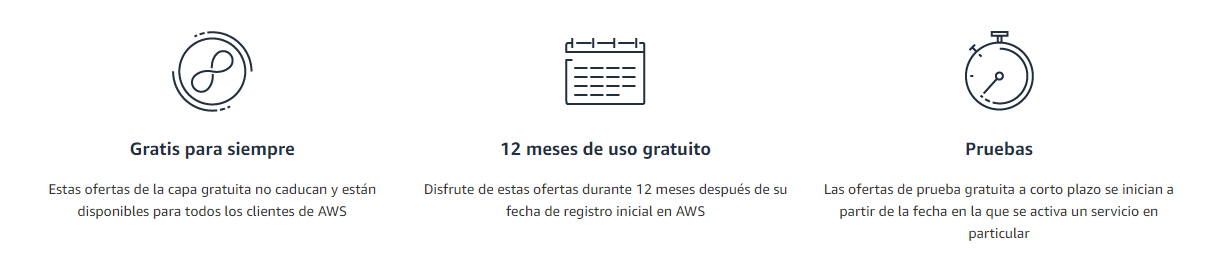 Gratis para siempre
Estas ofertas de la capa gratuita no caducan y están
disponibles para todos los clientes de AWS
12 meses de uso gratuito
Disfrute de estas ofertas durante 12 meses después de su
fecha de registro inicial en AWS
Pruebas
Las ofertas de prueba gratuita a corto plazo se inician a
partir de la fecha en la que se activa un servicio en
particular